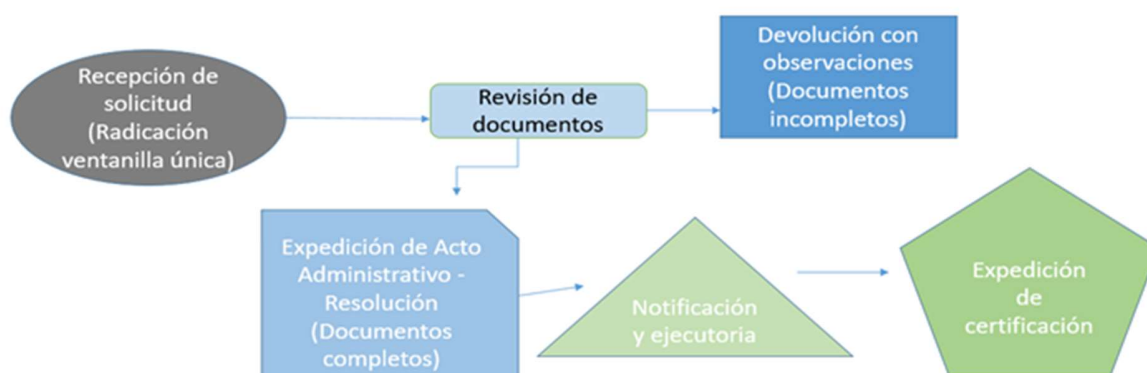 Recepción de
solicitud
(Radicación
ventanilla única)
Revisión de
documentos
Devolución con
observaciones
(Documentos
incompletos)
Expedición de Acto
Administrativo -
Resolución
(Documentos
completos)
Notificación
y ejecutoria
Expedición
de
certificación